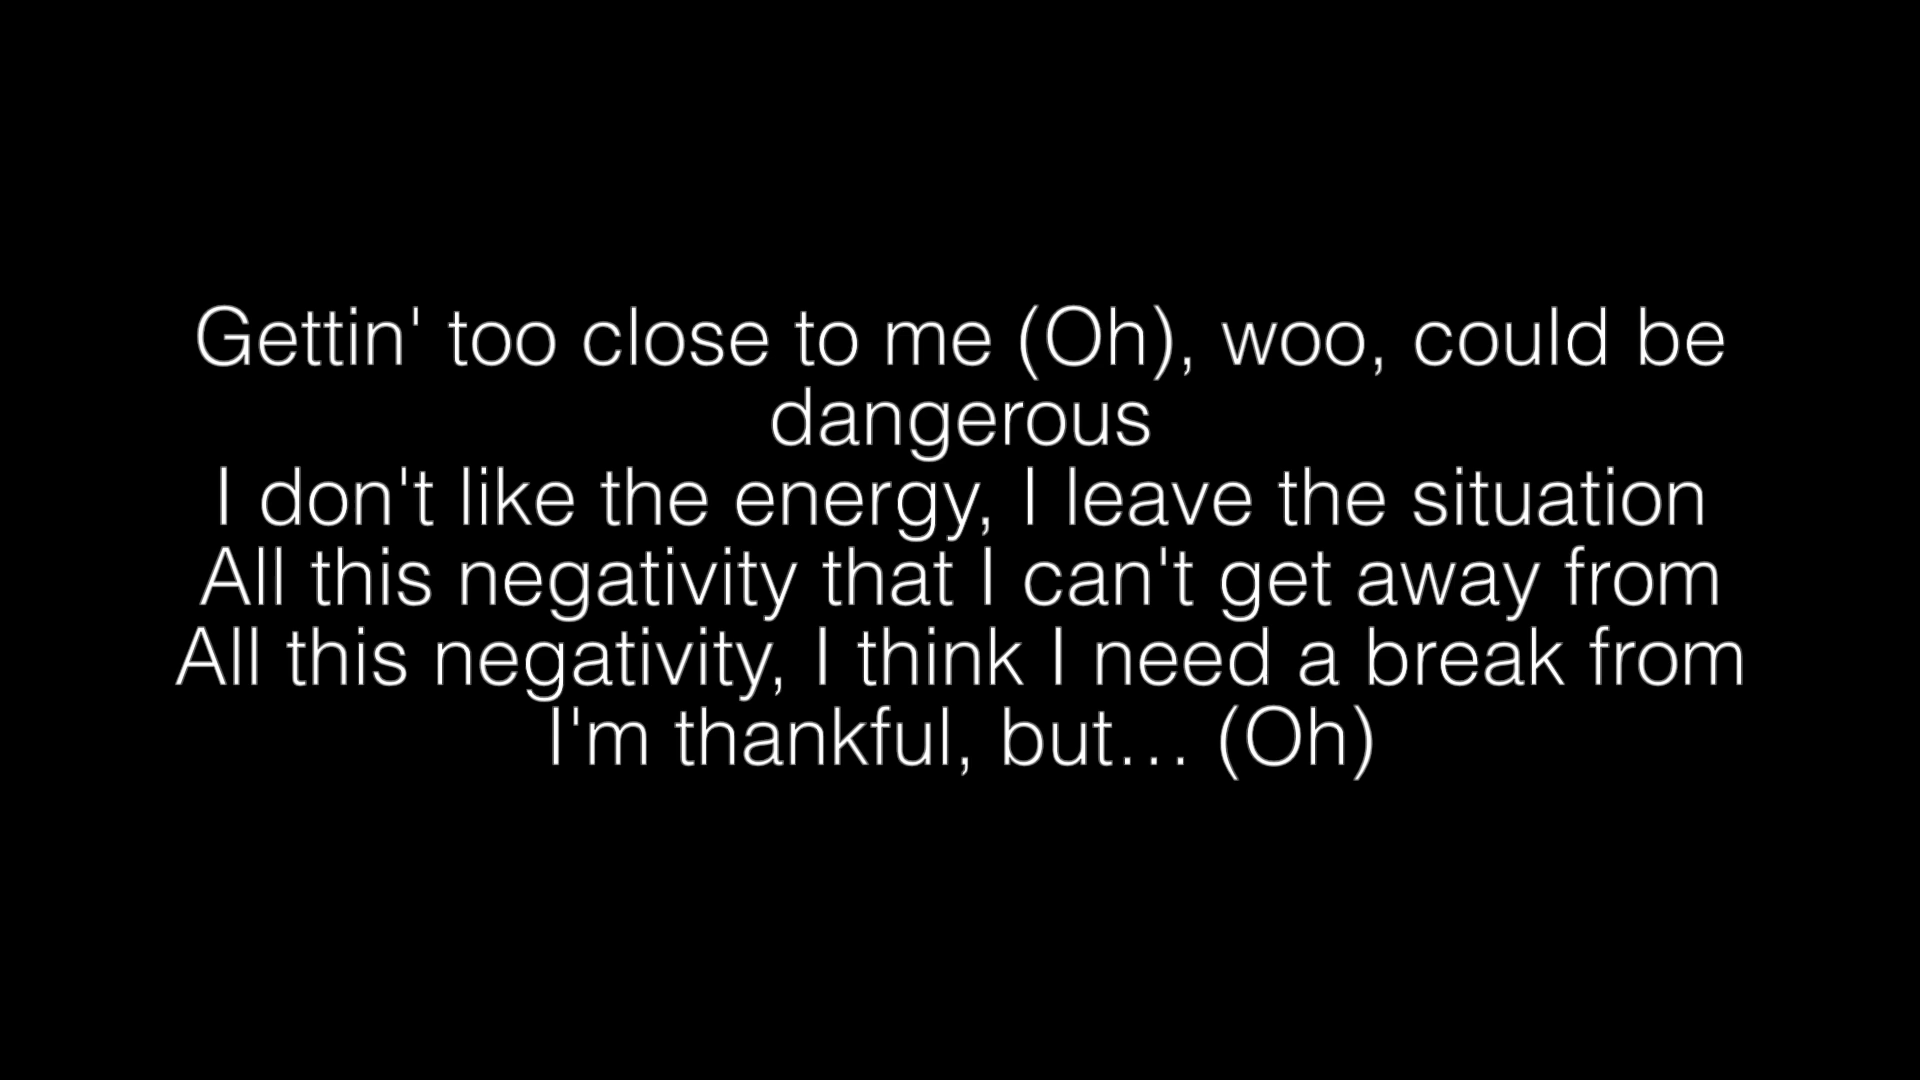 Gettin' too close to me (Oh), woo, could be
dangerous
I don't like the energy, I leave the situation
All this negativity that I can't get away from
All this negativity, I think I need a break from
I'm thankful, but… (Oh)